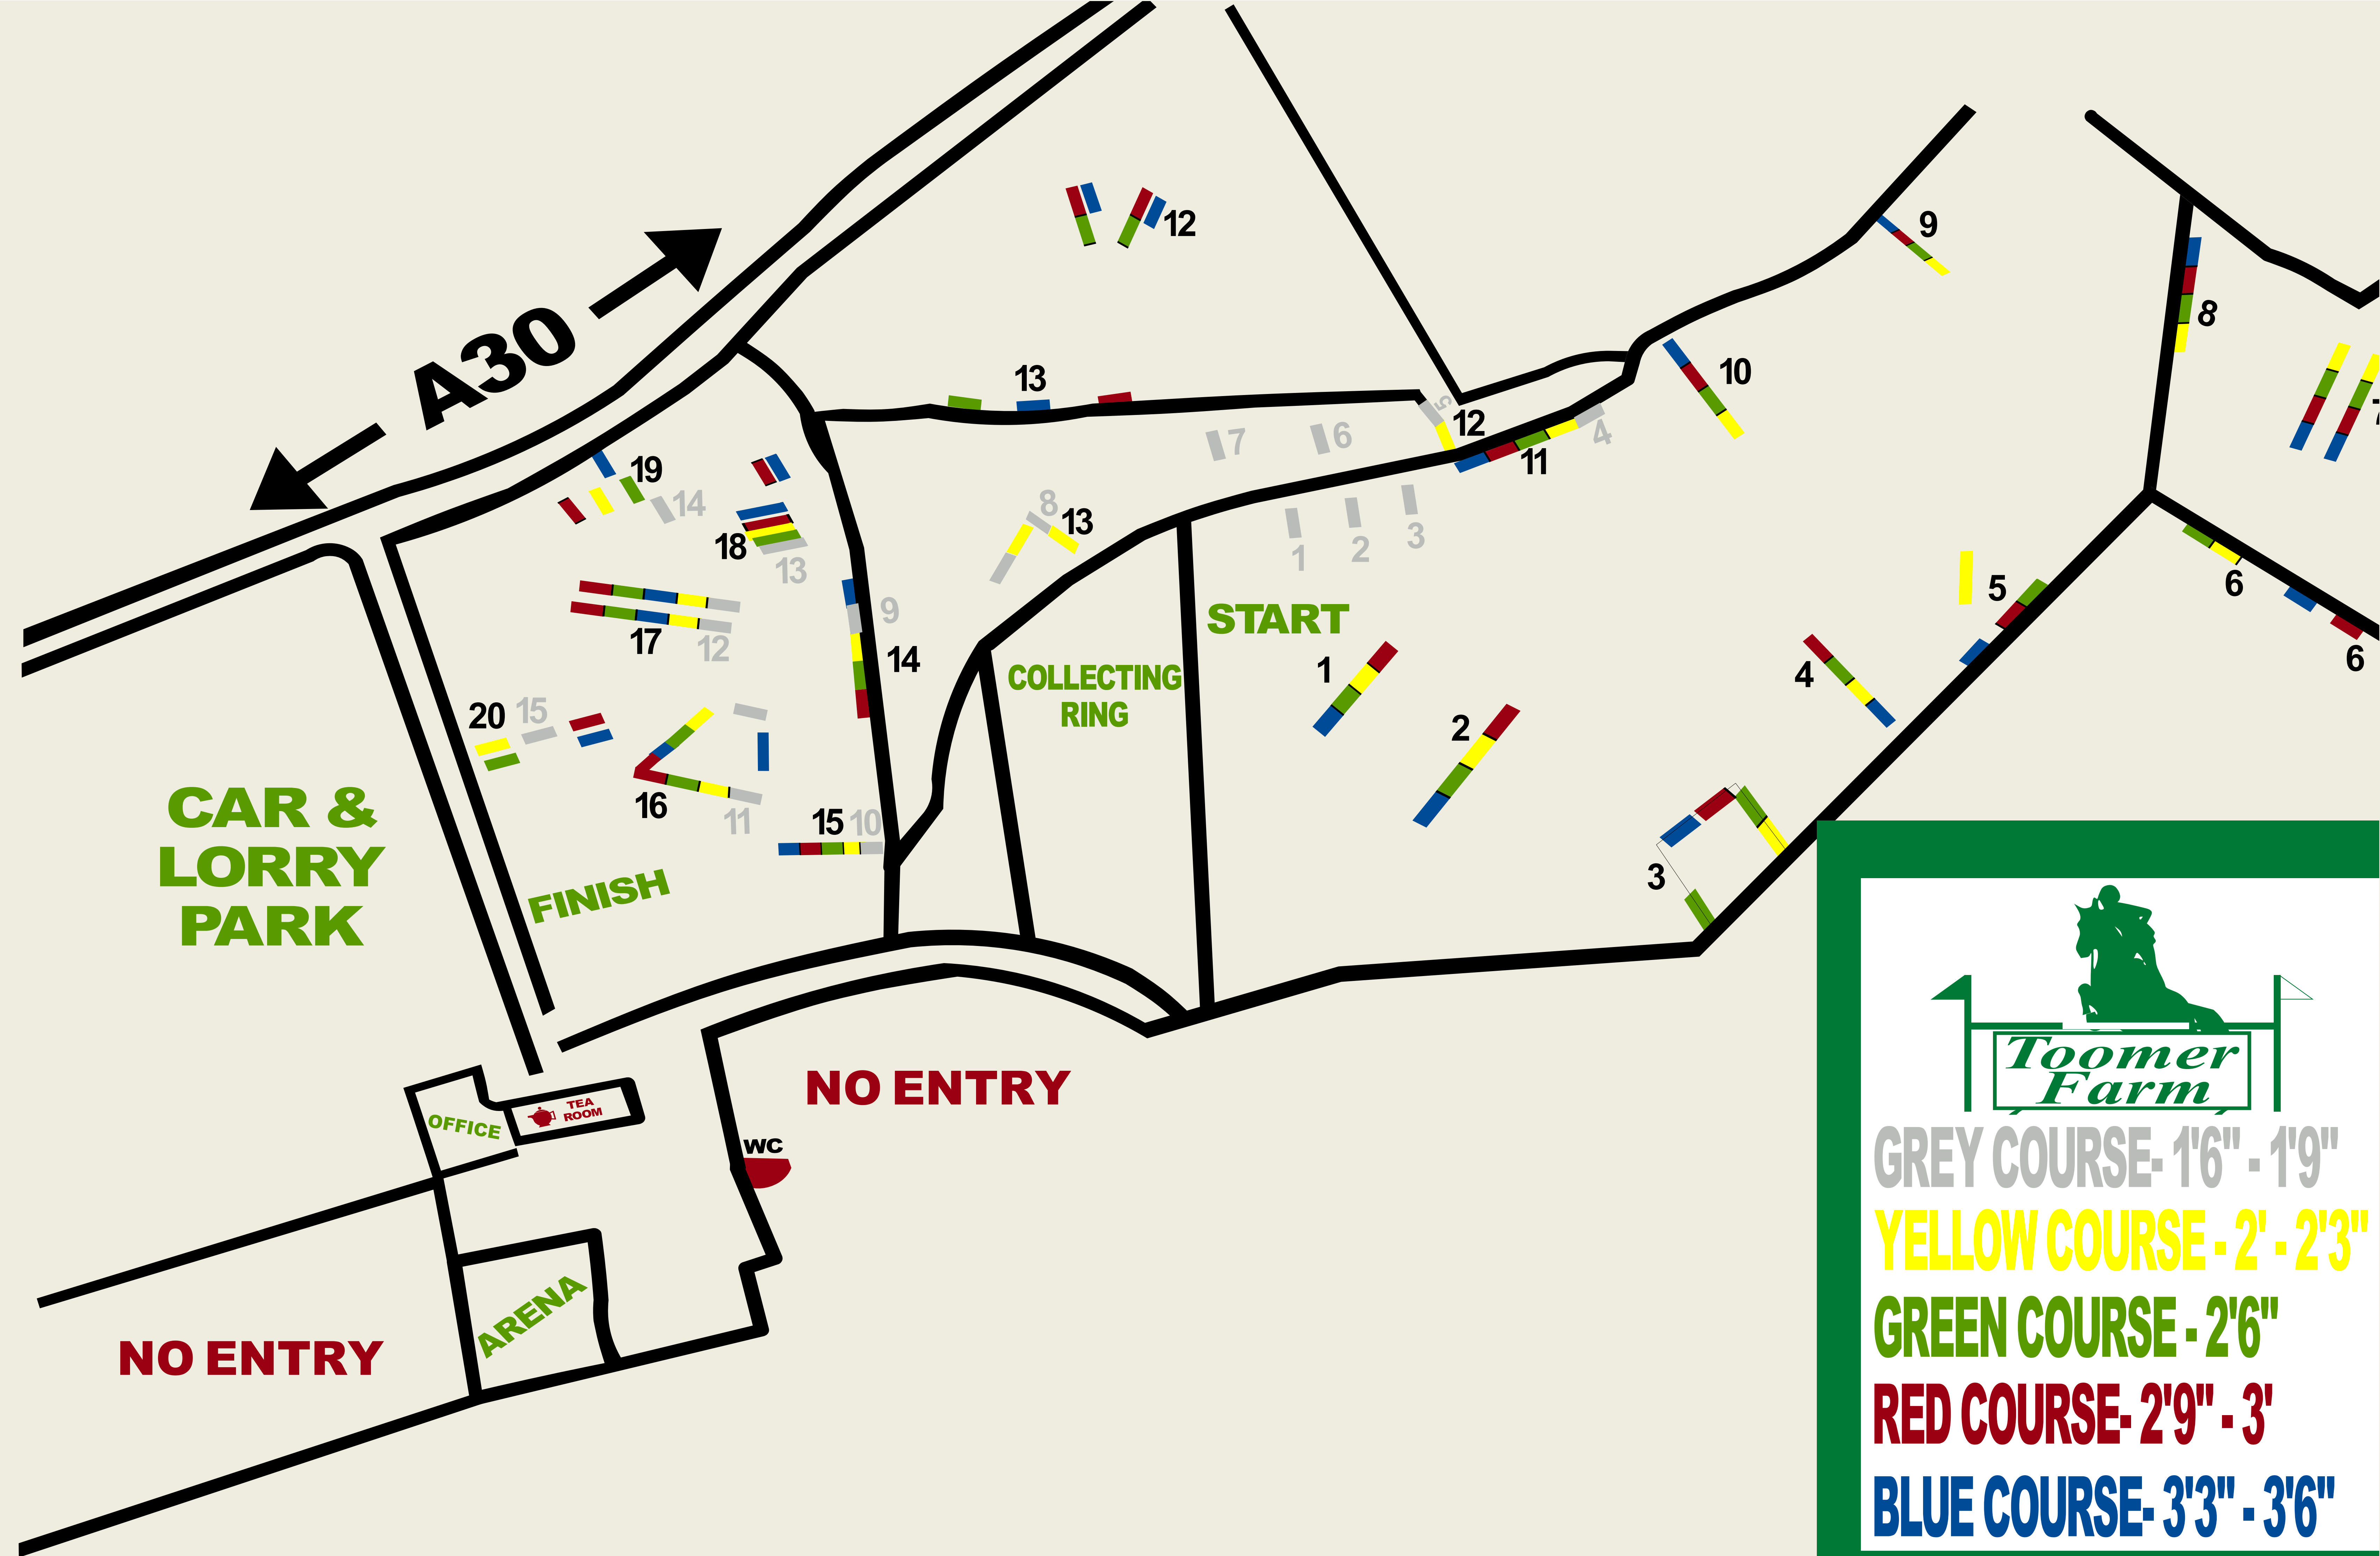 12
9
A30
8
13
10
7
12
5
4
11
7
6
19
14
8
13
18
13
1
2
3
5
6
6
9
14
17
12
START
1
4
COLLECTING
RING
2
20
15
16
11
15
10
3
CAR &
LORRY
PARK
FINISH
Toomer
Farm
NO ENTRY
TEA
ROOM
OFFICE
WC
ARENA
NO ENTRY
GREY COURSE- 1'6" - 1'9"
YELLOW COURSE - 2' - 2'3"
GREEN COURSE - 2'6"
RED COURSE- 2'9" - 3'
BLUE COURSE- 3'3" - 3'6"